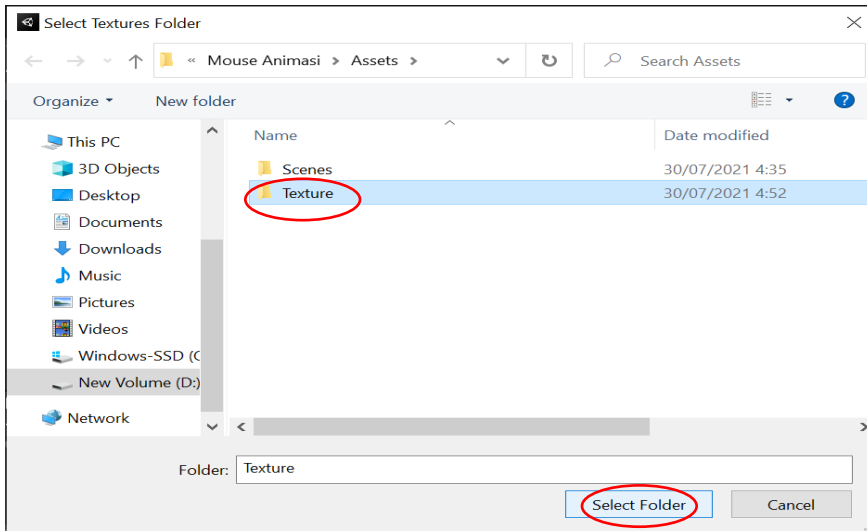 Select Textures Folder
« Mouse Animasi > Assets >
Search Assets
Organize
New folder
?
Name
Date modified
This PC
3D Objects
Desktop
Documents
Downloads
Music
Pictures
Videos
Windows-SSD (C
New Volume (D:)
Network
Scenes
30/07/2021 4:35
Texture
30/07/2021 4:52
Folder:
Texture
Select Folder
Cancel